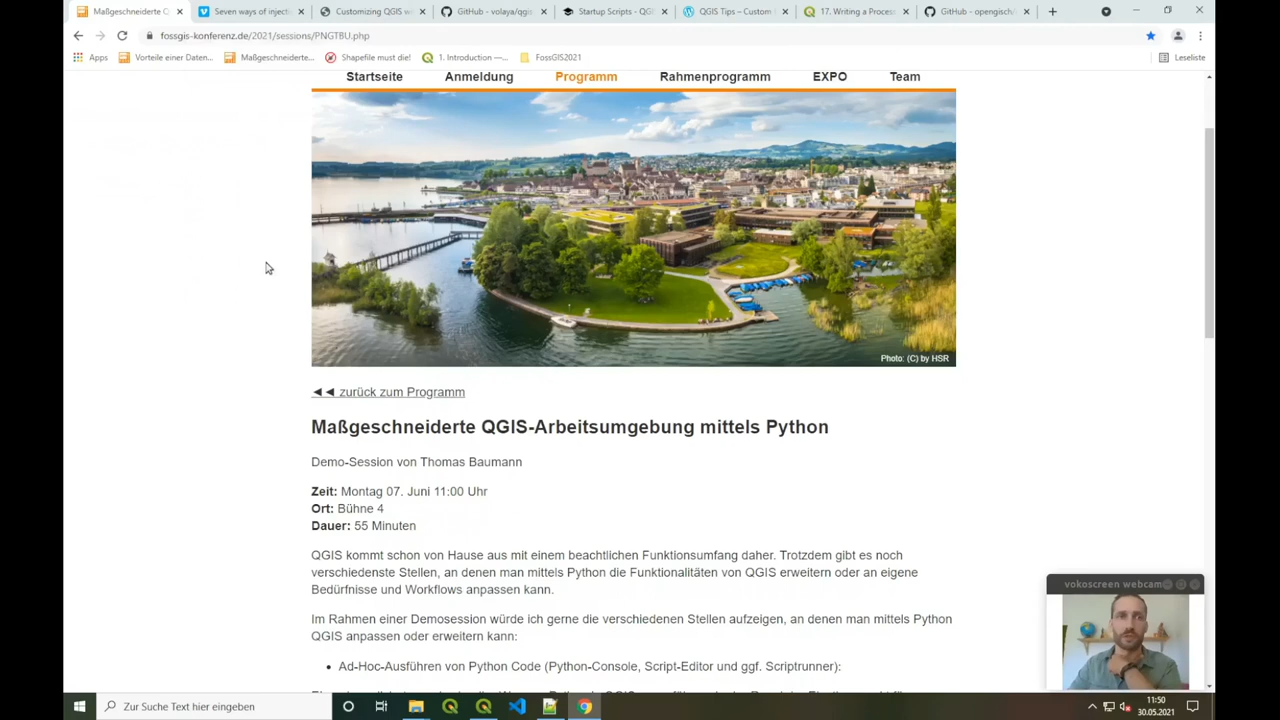 Maßgeschneiderte Q
Seven ways of injecti
Customizing QGIS w
GitHub - volaya/qgis
Startup Scripts - QGI
QGIS Tips – Custom
17. Writing a Process
GitHub - opengisch/
fossgis-konferenz.de/2021/sessions/PNGTBU.php
Apps
Vorteile einer Daten...
Maßgeschneiderte...
Shapefile must die!
1. Introduction —...
FossGIS2021
Leseliste
Startseite
Anmeldung
Programm
Rahmenprogramm
EXPO
Team
Photo: (C) by HSR
◄◄ zurück zum Programm
Maßgeschneiderte QGIS-Arbeitsumgebung mittels Python
Demo-Session von Thomas Baumann
Zeit: Montag 07. Juni 11:00 Uhr
Ort: Bühne 4
Dauer: 55 Minuten
QGIS kommt schon von Hause aus mit einem beachtlichen Funktionsumfang daher. Trotzdem gibt es noch
verschiedenste Stellen, an denen man mittels Python die Funktionalitäten von QGIS erweitern oder an eigene
Bedürfnisse und Workflows anpassen kann.
Im Rahmen einer Demosession würde ich gerne die verschiedenen Stellen aufzeigen, an denen man mittels Python
QGIS anpassen oder erweitern kann:
• Ad-Hoc-Ausführen von Python Code (Python-Console, Script-Editor und ggf. Scriptrunner):
vokoscreen webcam
Zur Suche Text hier eingeben
11:50
30.05.2021